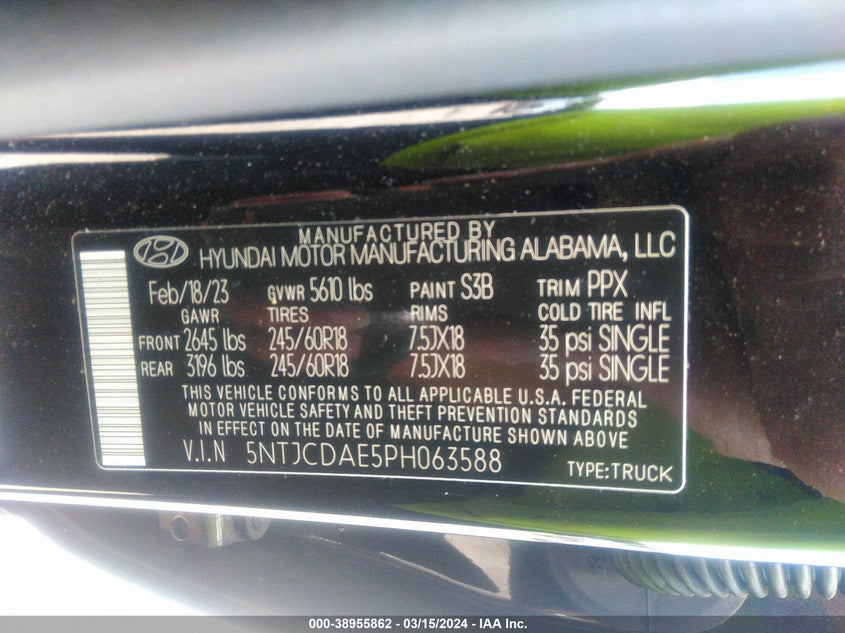 MANUFACTURED BY
HYUNDAI MOTOR MANUFACTURING ALABAMA, LLC
Feb/18/23 GVWR 5610 lbs PAINT S3B TRIM PPX
GAWR TIRES RIMS COLD TIRE INFL
FRONT 2645 lbs 245/60R18 7.5JX18 35 psi SINGLE
REAR 3196 lbs 245/60R18 7.5JX18 35 psi SINGLE
THIS VEHICLE CONFORMS TO ALL APPLICABLE U.S.A. FEDERAL
MOTOR VEHICLE SAFETY AND THEFT PREVENTION STANDARDS
IN EFFECT ON THE DATE OF MANUFACTURE SHOWN ABOVE
V.I.N 5NTJCDAE5PH063588 TYPE:TRUCK
000-38955862 - 03/15/2024 - IAA Inc.